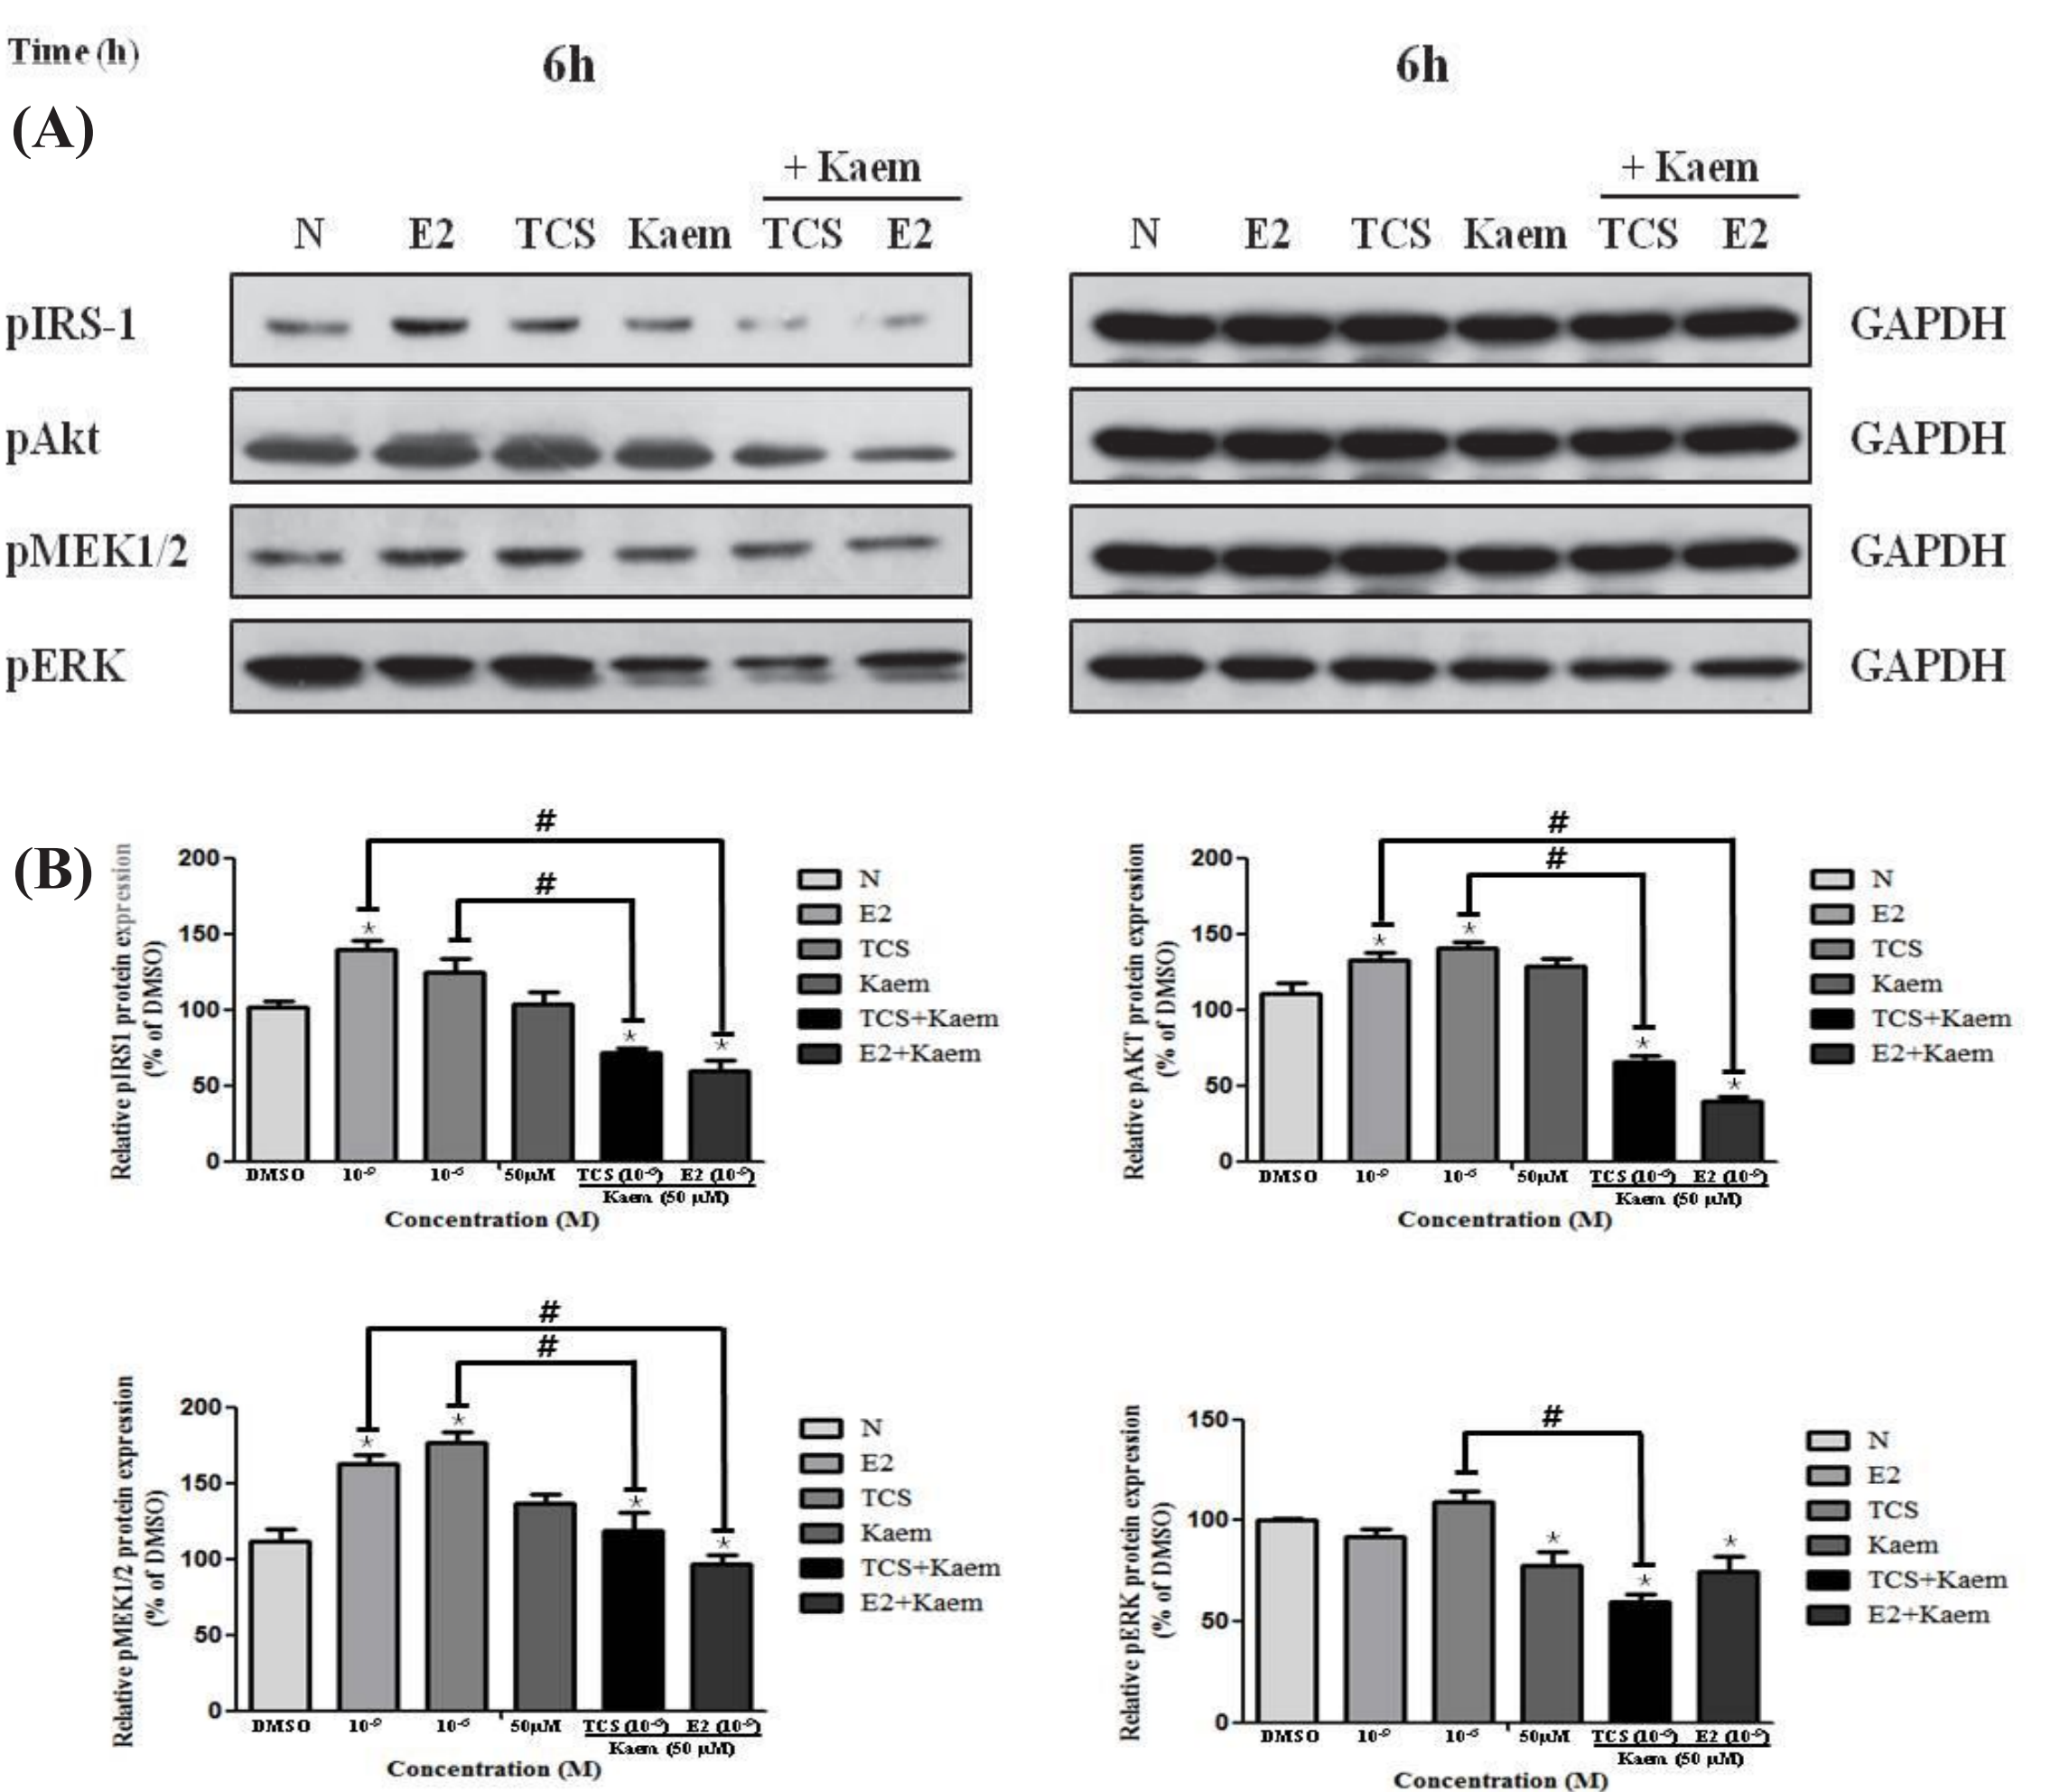 Time (h)
6h
6h
(A)
+ Kaem
+ Kaem
N E2 TCS Kaem TCS E2
N E2 TCS Kaem TCS E2
pIRS-1
GAPDH
pAkt
GAPDH
pMEK1/2
GAPDH
pERK
GAPDH
(B)
Relative pIRS1 protein expression
(% of DMSO)
200
150
100
50
0
#
#
*
*
*
DMSO 10⁻⁹ 10⁻⁶ 50µM TCS (10⁻⁶) E2 (10⁻⁹)
Kaem (50 µM)
Concentration (M)
N
E2
TCS
Kaem
TCS+Kaem
E2+Kaem
Relative pAKT protein expression
(% of DMSO)
200
150
100
50
0
#
#
*
*
*
*
DMSO 10⁻⁹ 10⁻⁶ 50µM TCS (10⁻⁶) E2 (10⁻⁹)
Kaem (50 µM)
Concentration (M)
N
E2
TCS
Kaem
TCS+Kaem
E2+Kaem
Relative pMEK1/2 protein expression
(% of DMSO)
200
150
100
50
0
#
#
*
*
*
*
DMSO 10⁻⁹ 10⁻⁶ 50µM TCS (10⁻⁶) E2 (10⁻⁹)
Kaem (50 µM)
Concentration (M)
N
E2
TCS
Kaem
TCS+Kaem
E2+Kaem
Relative pERK protein expression
(% of DMSO)
150
100
50
0
#
*
*
*
DMSO 10⁻⁹ 10⁻⁶ 50µM TCS (10⁻⁶) E2 (10⁻⁹)
Kaem (50 µM)
Concentration (M)
N
E2
TCS
Kaem
TCS+Kaem
E2+Kaem